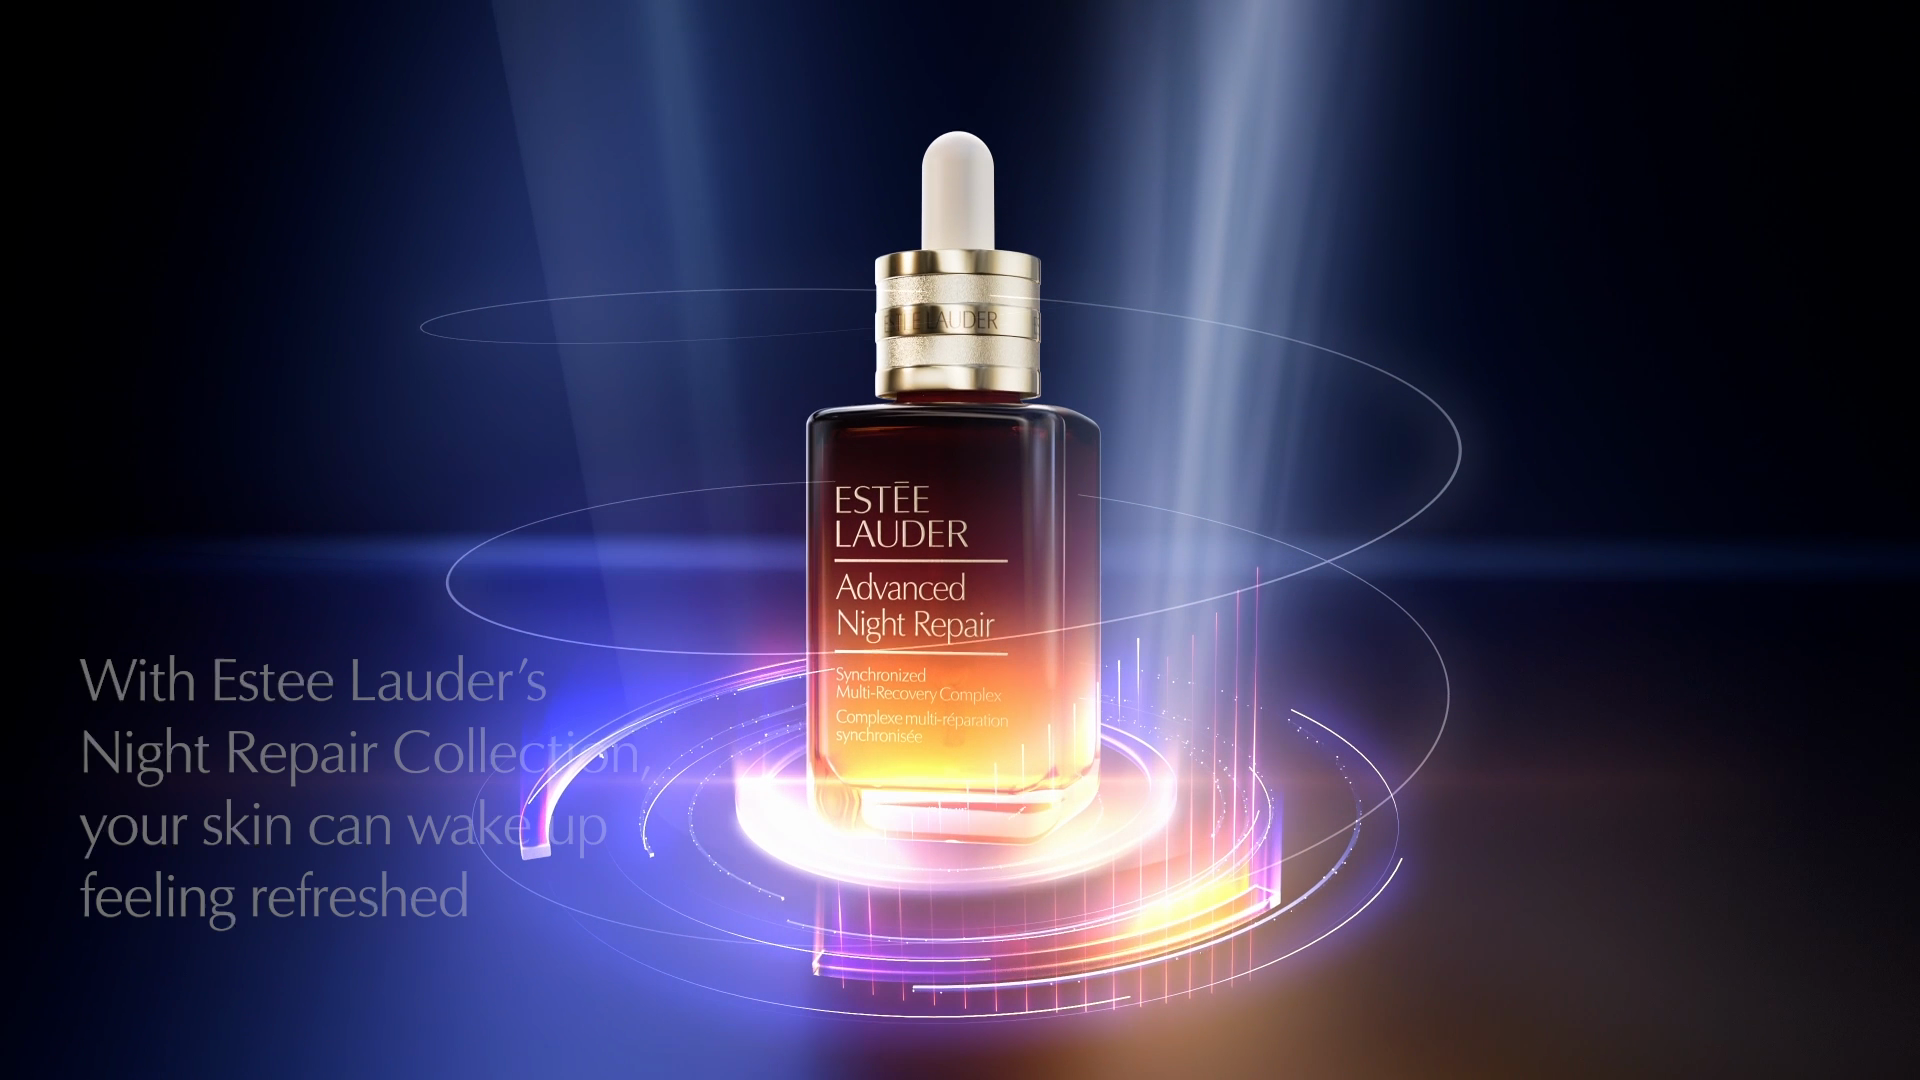 ESTĒE LAUDER
ESTĒE
LAUDER
Advanced
Night Repair
Synchronized
Multi-Recovery Complex
Complexe multi-réparation
synchronisée
With Estee Lauder’s
Night Repair Collection,
your skin can wake up
feeling refreshed